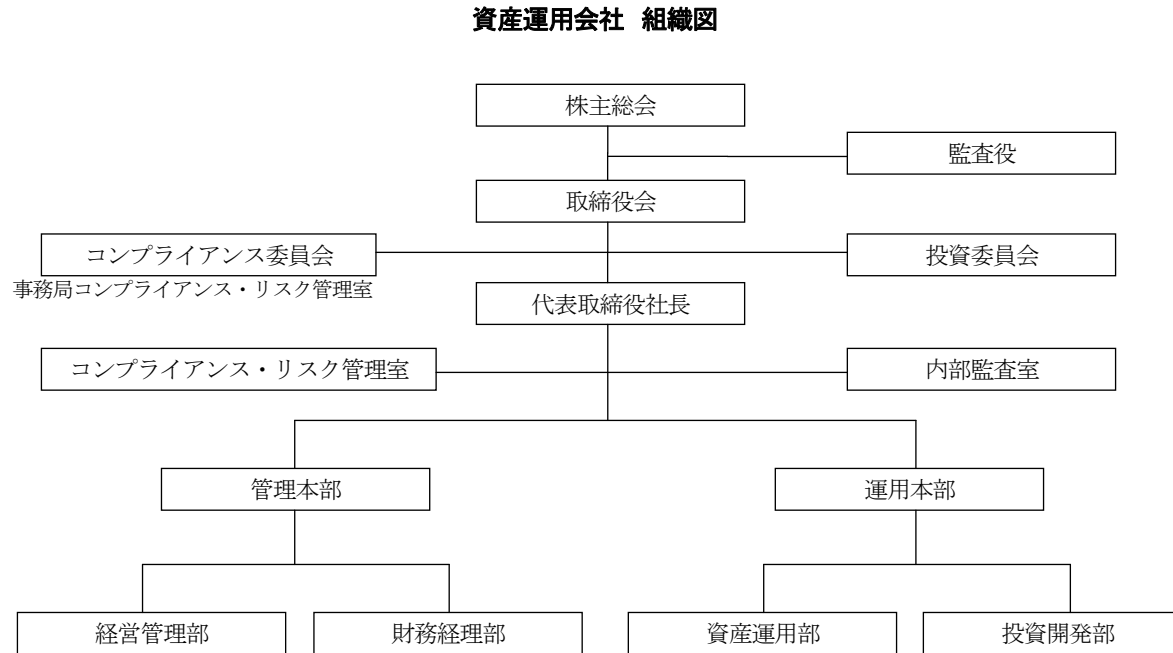 資産運用会社 組織図
株主総会
監査役
取締役会
コンプライアンス委員会
投資委員会
事務局コンプライアンス・リスク管理室
代表取締役社長
コンプライアンス・リスク管理室
内部監査室
管理本部
運用本部
経営管理部
財務経理部
資産運用部
投資開発部